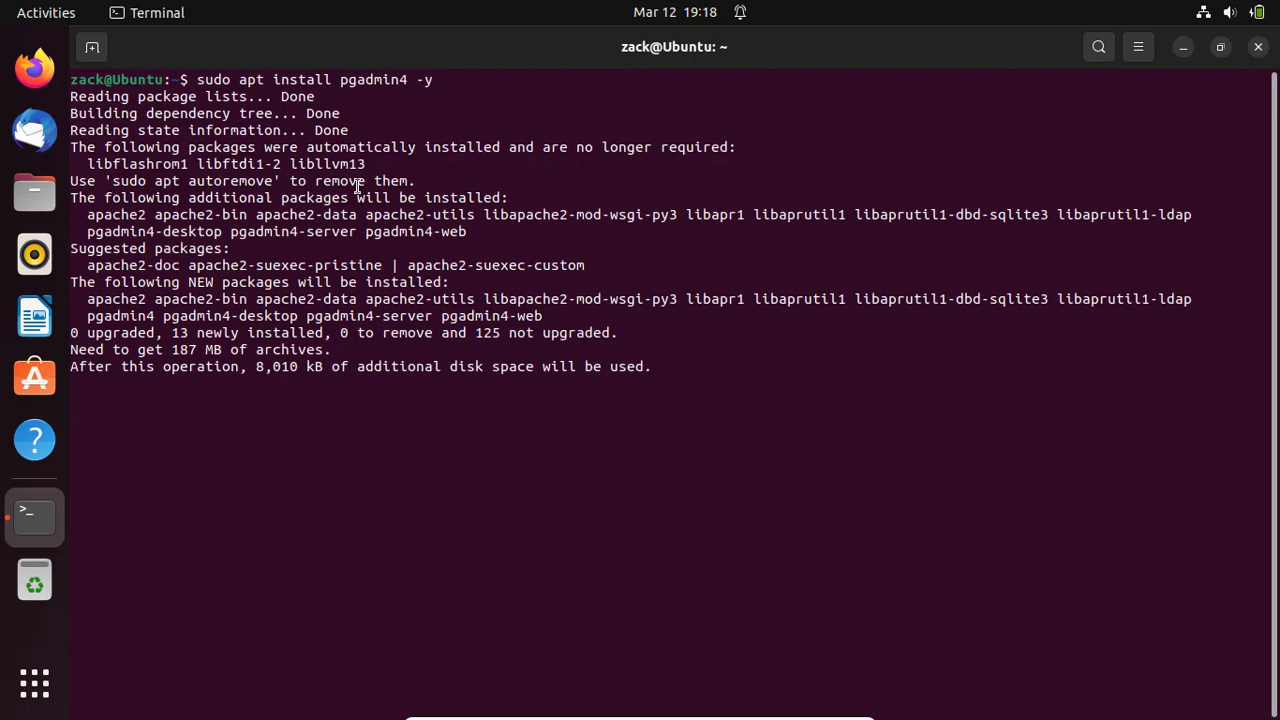 Activities
Terminal
Mar 12 19:18
zack@Ubuntu: ~
zack@Ubuntu:~$ sudo apt install pgadmin4 -y
Reading package lists... Done
Building dependency tree... Done
Reading state information... Done
The following packages were automatically installed and are no longer required:
  libflashrom1 libftdi1-2 libllvm13
Use 'sudo apt autoremove' to remove them.
The following additional packages will be installed:
  apache2 apache2-bin apache2-data apache2-utils libapache2-mod-wsgi-py3 libapr1 libaprutil1 libaprutil1-dbd-sqlite3 libaprutil1-ldap
  pgadmin4-desktop pgadmin4-server pgadmin4-web
Suggested packages:
  apache2-doc apache2-suexec-pristine | apache2-suexec-custom
The following NEW packages will be installed:
  apache2 apache2-bin apache2-data apache2-utils libapache2-mod-wsgi-py3 libapr1 libaprutil1 libaprutil1-dbd-sqlite3 libaprutil1-ldap
  pgadmin4 pgadmin4-desktop pgadmin4-server pgadmin4-web
0 upgraded, 13 newly installed, 0 to remove and 125 not upgraded.
Need to get 187 MB of archives.
After this operation, 8,010 kB of additional disk space will be used.